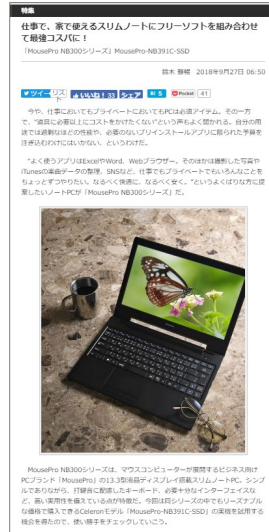 特集
仕事で、家で使えるスリムノートにフリーソフトを組み合わせ
て最強コスパに！
「MousePro NB300シリーズ」MousePro-NB391C-SSD
鈴木 雅暢　2018年9月27日 06:50
ツイート
リスト
いいね！ 33
シェア
B! 5
Pocket 41
今や、仕事においてもプライベートにおいてもPCは必須アイテム。その一方
で、“道具に必要以上にコストをかけたくない”という声もよく聞かれる。自分の用
途では過剰なほどの性能や、必要のないプリインストールアプリに限られた予算を
注ぎ込むわけにはいかない、というわけだ。
“よく使うアプリはExcelやWord、Webブラウザー。そのほかは撮影した写真や
iTunesの楽曲データの整理、SNSなど、仕事でもプライベートでもいろんなことを
ちょっとずつやりたい。なるべく快適に、なるべく安く。”というよくばりな方に提
案したいノートPCが「MousePro NB300シリーズ」だ。
MousePro NB300シリーズは、マウスコンピューターが展開するビジネス向け
PCブランド「MousePro」の13.3型液晶ディスプレイ搭載スリムノートPC。シンプ
ルでありながら、打鍵音に配慮したキーボード、必要十分なインターフェイスな
ど、高い実用性を備えている点が特徴だ。今回は同シリーズの中でもリーズナブル
な価格で購入できるCeleronモデル「MousePro-NB391C-SSD」の実機を試用する
機会を得たので、使い勝手をチェックしていこう。